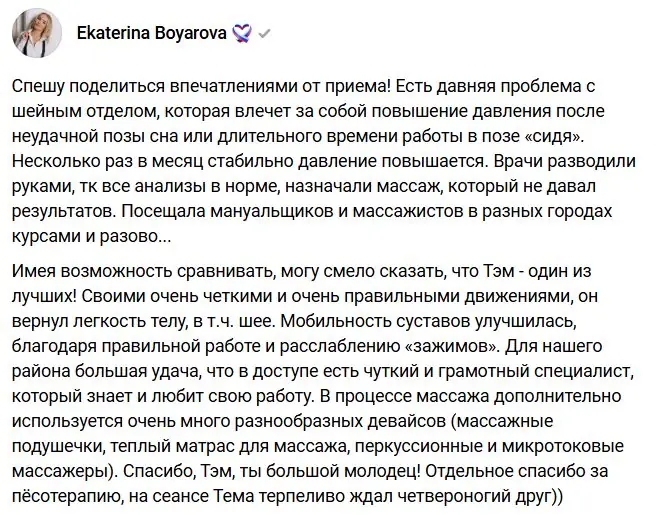 Ekaterina Boyarova
Спешу поделиться впечатлениями от приема! Есть давняя проблема с
шейным отделом, которая влечет за собой повышение давления после
неудачной позы сна или длительного времени работы в позе «сидя».
Несколько раз в месяц стабильно давление повышается. Врачи разводили
руками, тк все анализы в норме, назначали массаж, который не давал
результатов. Посещала мануальщиков и массажистов в разных городах
курсами и разово...
Имея возможность сравнивать, могу смело сказать, что Тэм - один из
лучших! Своими очень четкими и очень правильными движениями, он
вернул легкость телу, в т.ч. шее. Мобильность суставов улучшилась,
благодаря правильной работе и расслаблению «зажимов». Для нашего
района большая удача, что в доступе есть чуткий и грамотный специалист,
который знает и любит свою работу. В процессе массажа дополнительно
используется очень много разнообразных девайсов (массажные
подушечки, теплый матрас для массажа, перкуссионные и микротоковые
массажеры). Спасибо, Тэм, ты большой молодец! Отдельное спасибо за
пёсотерапию, на сеансе Тема терпеливо ждал четвероногий друг))